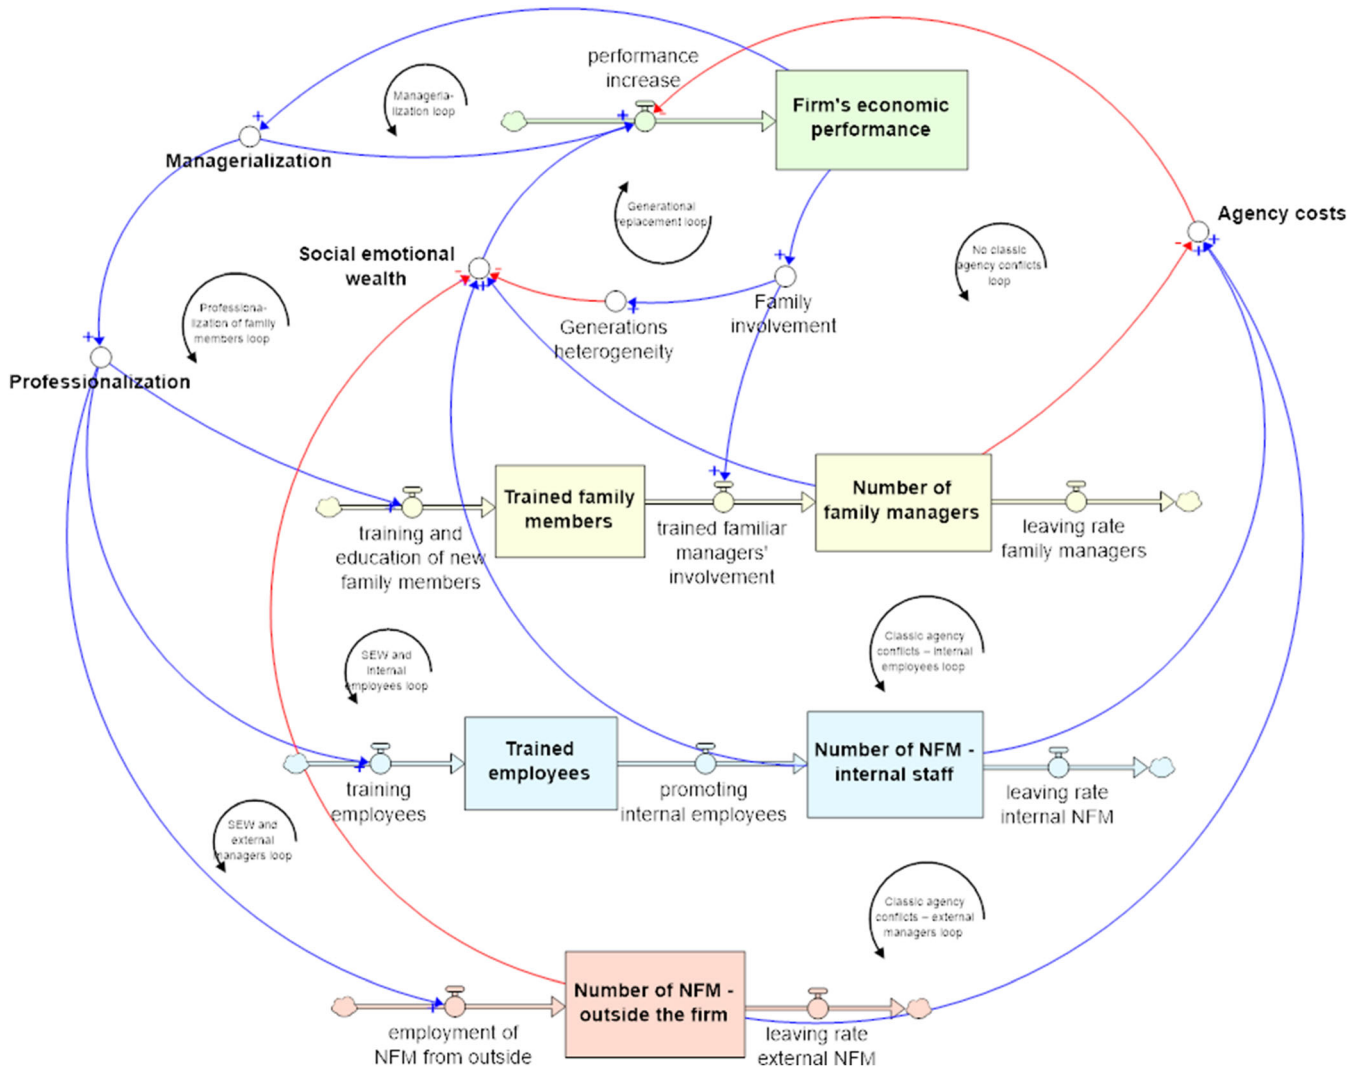 performance
increase
Firm's economic
performance
Manageria-
lization loop
Managerialization
Generational
replacement loop
Agency costs
Social emotional
wealth
No classic
agency conflicts
loop
Family
involvement
Generations
heterogeneity
Professiona-
lization of family
members loop
Professionalization
Trained family
members
Number of
family managers
training and
education of new
family members
trained familiar
managers'
involvement
leaving rate
family managers
SEW and
internal
employees loop
Classic agency
conflicts – internal
employees loop
Trained
employees
Number of NFM -
internal staff
training
employees
promoting
internal employees
leaving rate
internal NFM
SEW and
external
managers loop
Classic agency
conflicts – external
managers loop
Number of NFM -
outside the firm
employment of
NFM from outside
leaving rate
external NFM